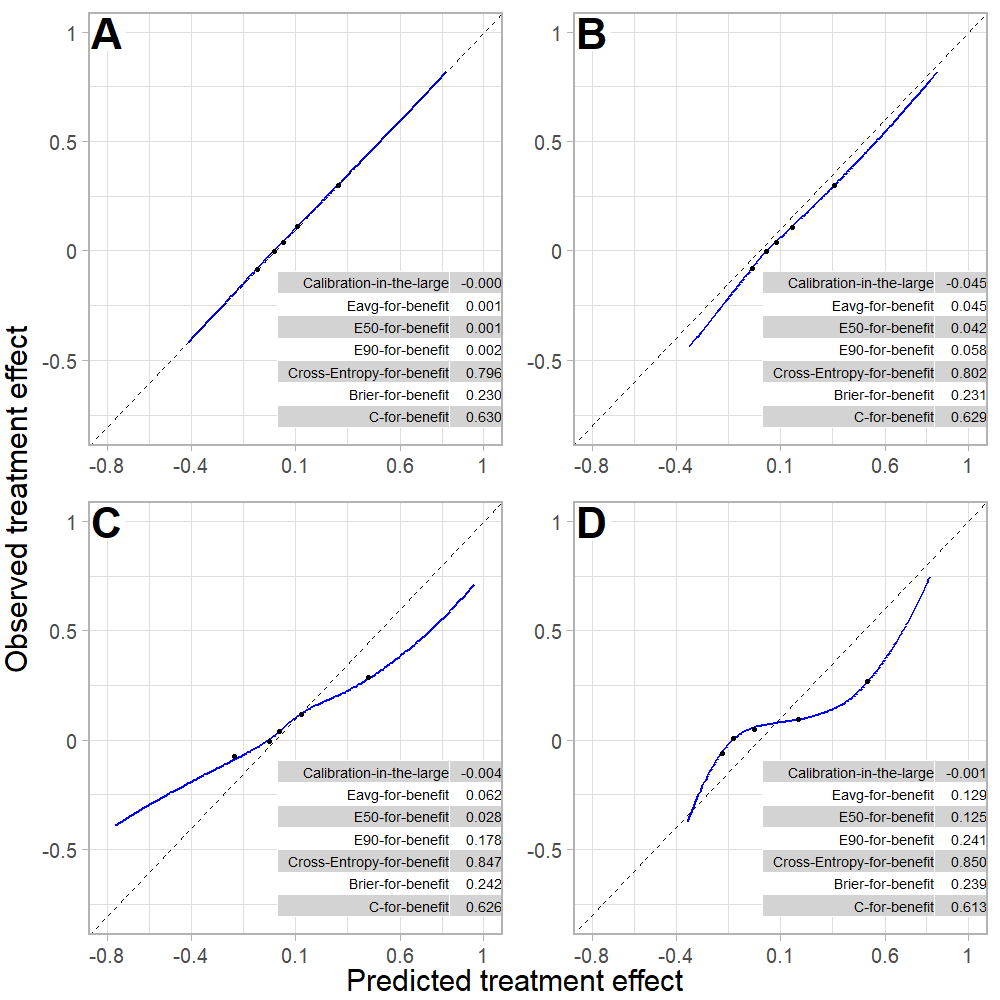 A
1
0.5
0
-0.5
Calibration-in-the-large -0.000
Eavg-for-benefit 0.001
E50-for-benefit 0.001
E90-for-benefit 0.002
Cross-Entropy-for-benefit 0.796
Brier-for-benefit 0.230
C-for-benefit 0.630
-0.8 -0.4 0.1 0.6 1
B
1
0.5
0
-0.5
Calibration-in-the-large -0.045
Eavg-for-benefit 0.045
E50-for-benefit 0.042
E90-for-benefit 0.058
Cross-Entropy-for-benefit 0.802
Brier-for-benefit 0.231
C-for-benefit 0.629
-0.8 -0.4 0.1 0.6 1
Observed treatment effect
C
1
0.5
0
-0.5
Calibration-in-the-large -0.004
Eavg-for-benefit 0.062
E50-for-benefit 0.028
E90-for-benefit 0.178
Cross-Entropy-for-benefit 0.847
Brier-for-benefit 0.242
C-for-benefit 0.626
-0.8 -0.4 0.1 0.6 1
D
1
0.5
0
-0.5
Calibration-in-the-large -0.001
Eavg-for-benefit 0.129
E50-for-benefit 0.125
E90-for-benefit 0.241
Cross-Entropy-for-benefit 0.850
Brier-for-benefit 0.239
C-for-benefit 0.613
-0.8 -0.4 0.1 0.6 1
Predicted treatment effect